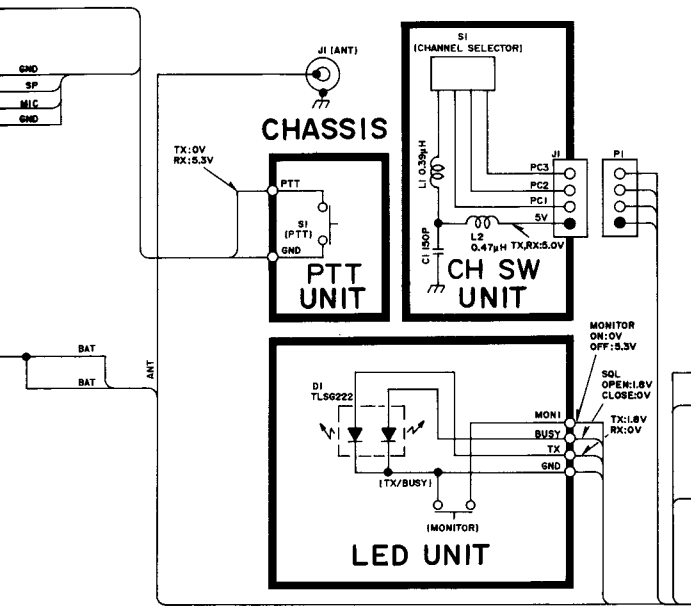 GND
SP
MIC
GND
TX:0V
RX:5.3V
J1 (ANT)
CHASSIS
PTT
S1
(PTT)
GND
PTT
UNIT
S1
(CHANNEL SELECTOR)
L1 0.39μH
PC3
PC2
PC1
5V
J1
P1
L2
0.47μH
TX,RX:5.0V
C1 150P
CH SW
UNIT
BAT
BAT
ANT
MONITOR
ON:0V
OFF:5.3V
SQL
OPEN:1.8V
CLOSE:0V
TX:1.8V
RX:0V
D1
TLSG222
MONI
BUSY
TX
GND
(TX/BUSY)
(MONITOR)
LED UNIT